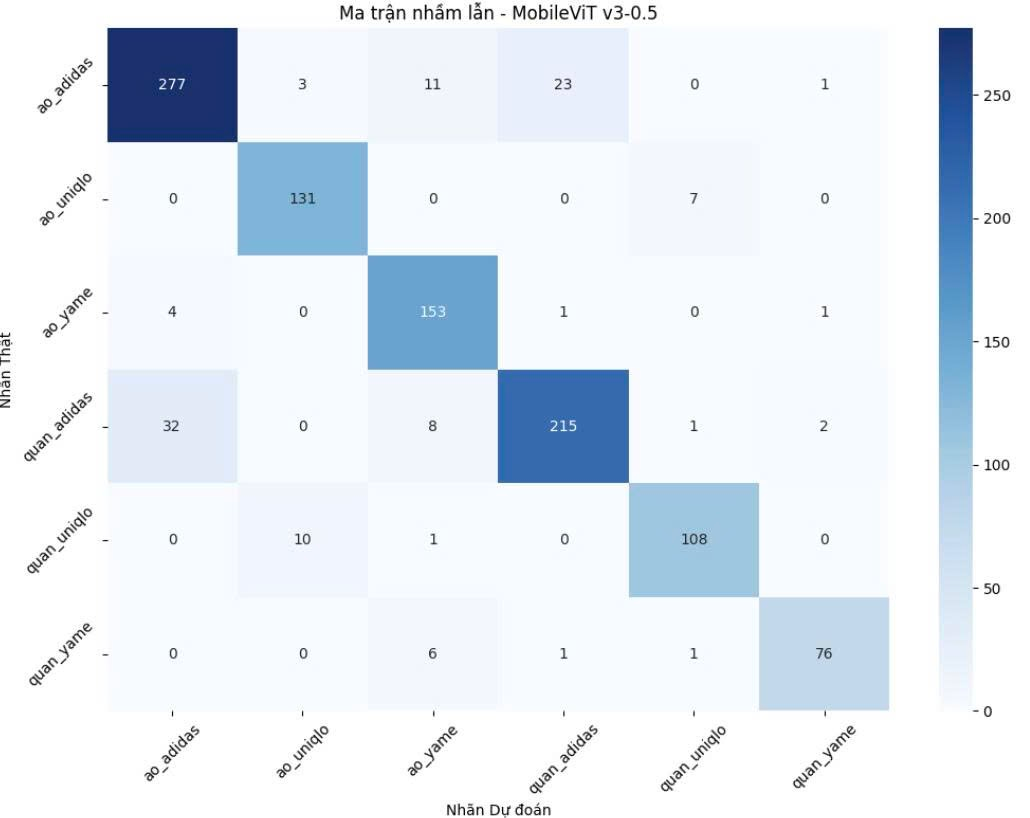 Ma trận nhầm lẫn - MobileViT v3-0.5
ao_adidas 277 3 11 23 0 1
ao_uniqlo 0 131 0 0 7 0
ao_yame 4 0 153 1 0 1
quan_adidas 32 0 8 215 1 2
quan_uniqlo 0 10 1 0 108 0
quan_yame 0 0 6 1 1 76
ao_adidas ao_uniqlo ao_yame quan_adidas quan_uniqlo quan_yame
Nhãn Dự đoán
Nhãn Thật
250
200
150
100
50
0